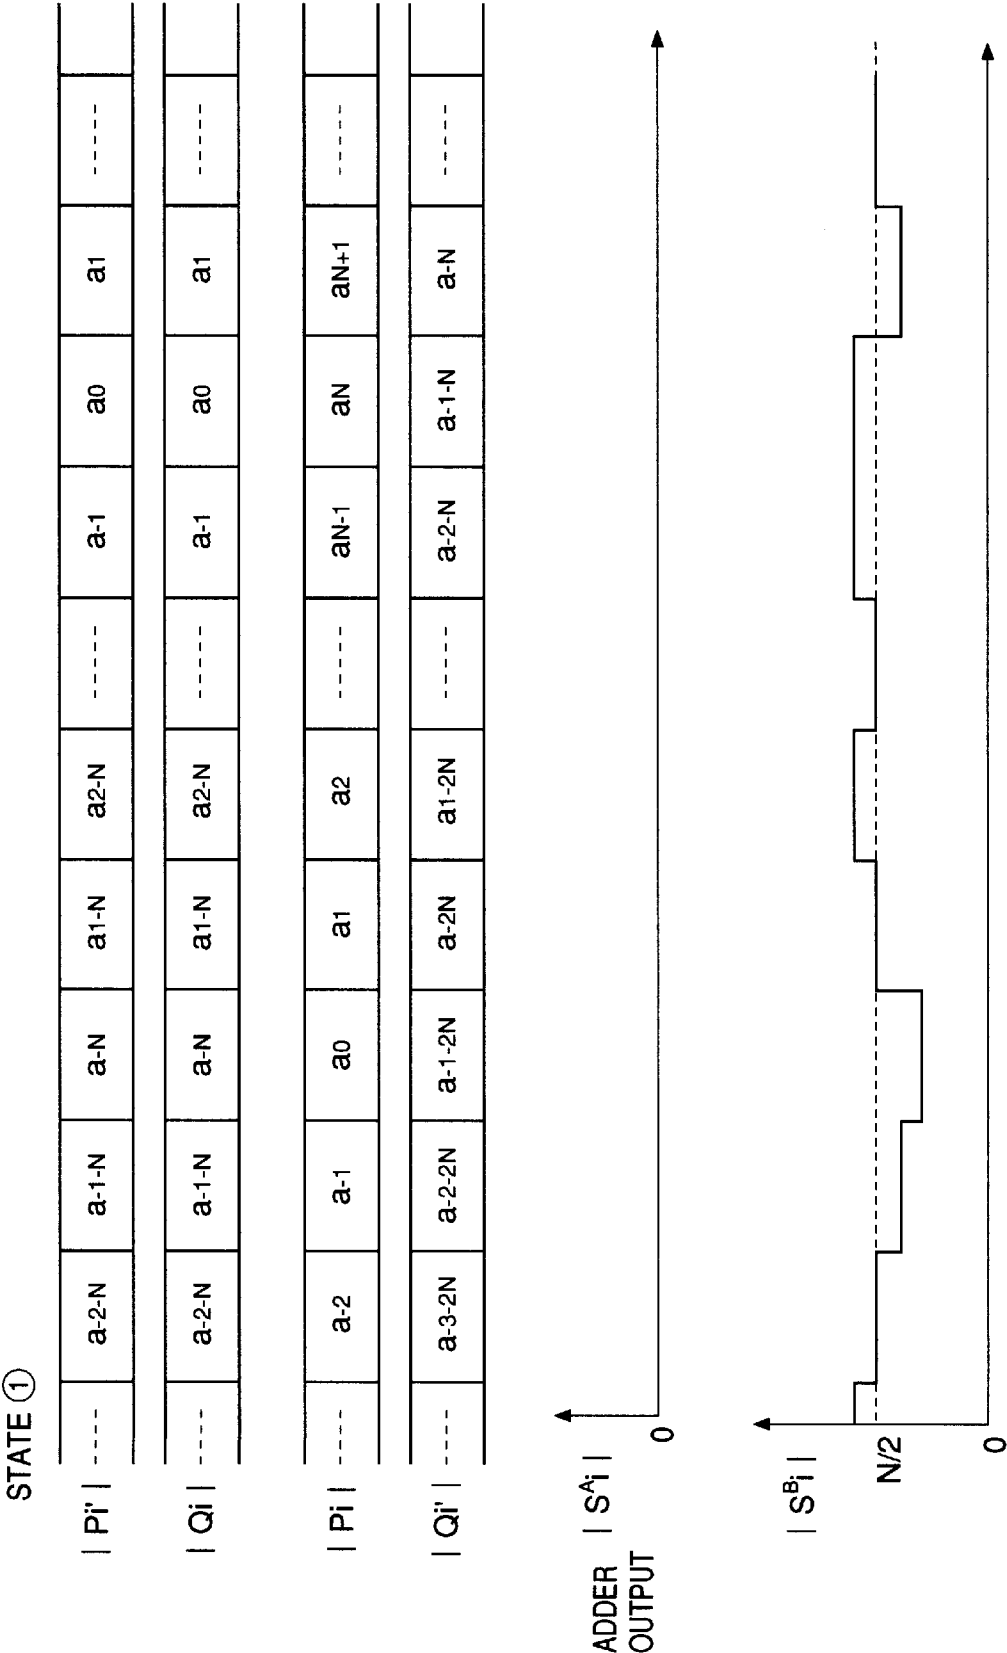 STATE ①
| Pi' | ----- a-2-N a-1-N a-N a1-N a2-N ----- a-1 a0 a1 -----
| Qi | ----- a-2-N a-1-N a-N a1-N a2-N ----- a-1 a0 a1 -----
| Pi | ----- a-2 a-1 a0 a1 a2 ----- aN-1 aN aN+1 -----
| Qi' | ----- a-3-2N a-2-2N a-1-2N a-2N a1-2N ----- a-2-N a-1-N a-N -----
ADDER
OUTPUT
| SAi |
0
| SBi |
N/2
0